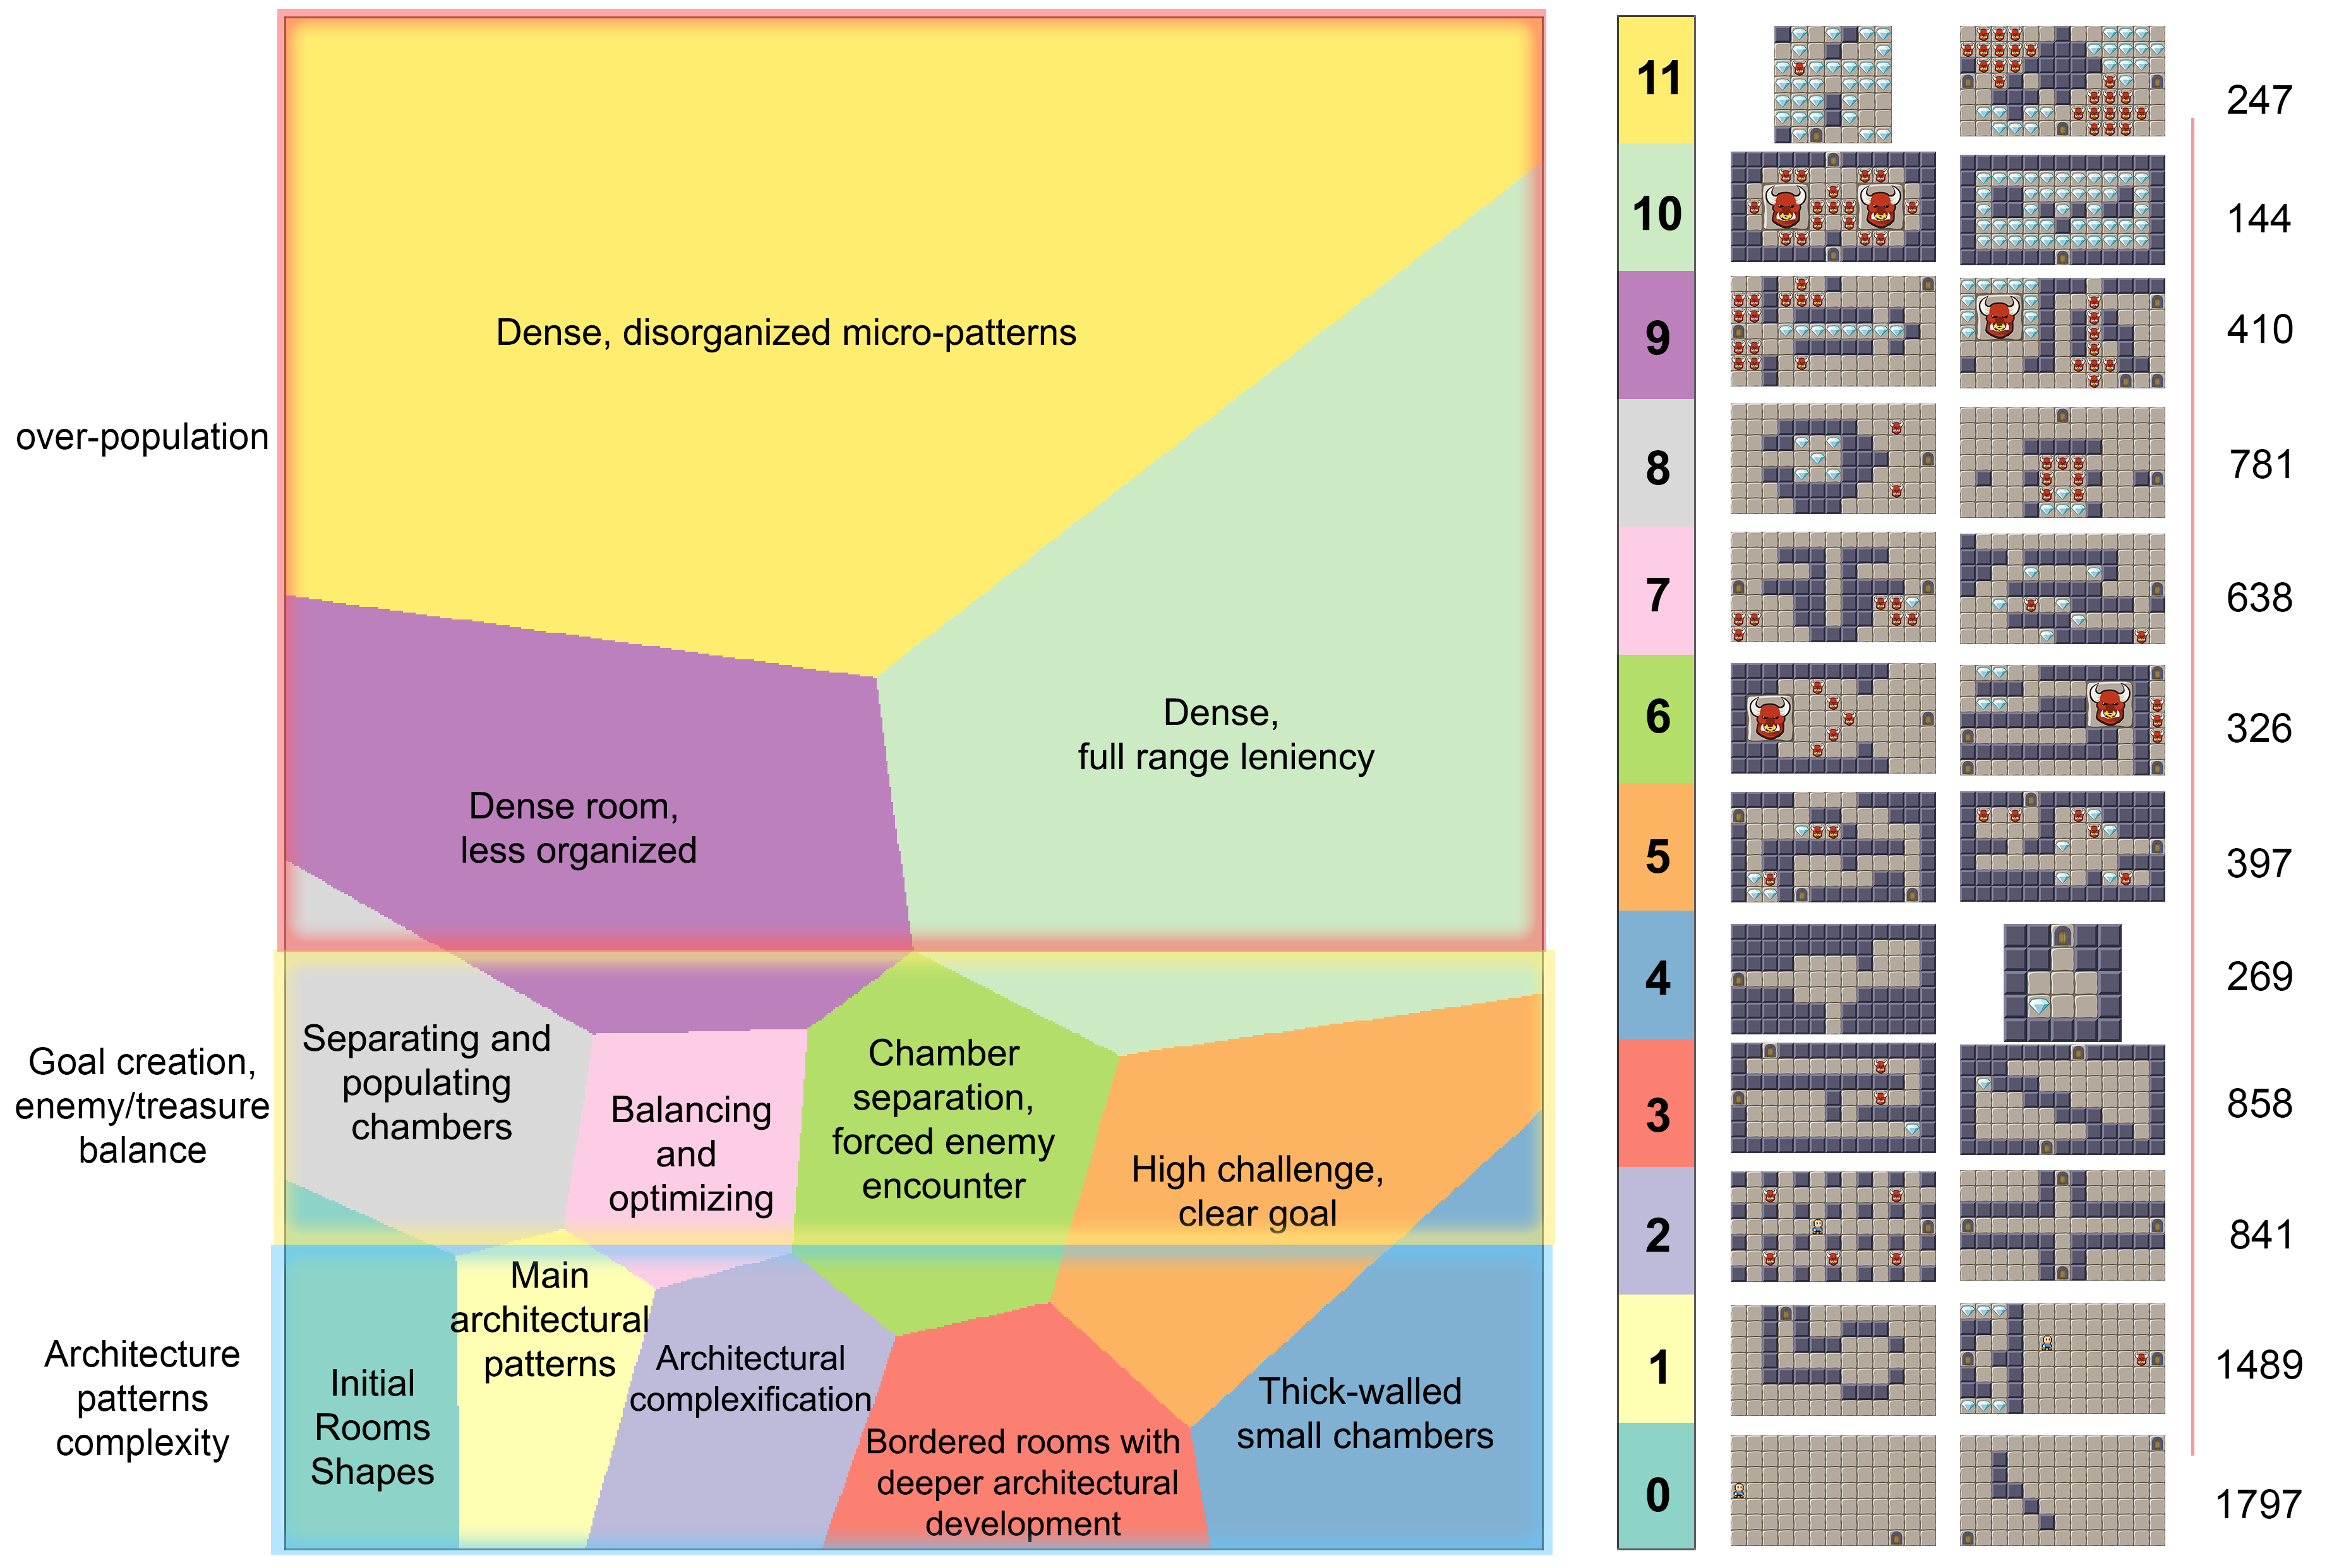 over-population
Goal creation,
enemy/treasure
balance
Architecture
patterns
complexity
Dense, disorganized micro-patterns
Dense,
full range leniency
Dense room,
less organized
Separating and
populating
chambers
Balancing
and
optimizing
Chamber
separation,
forced enemy
encounter
High challenge,
clear goal
Initial
Rooms
Shapes
Main
architectural
patterns
Architectural
complexification
Bordered rooms with
deeper architectural
development
Thick-walled
small chambers
11 247
10 144
9 410
8 781
7 638
6 326
5 397
4 269
3 858
2 841
1 1489
0 1797